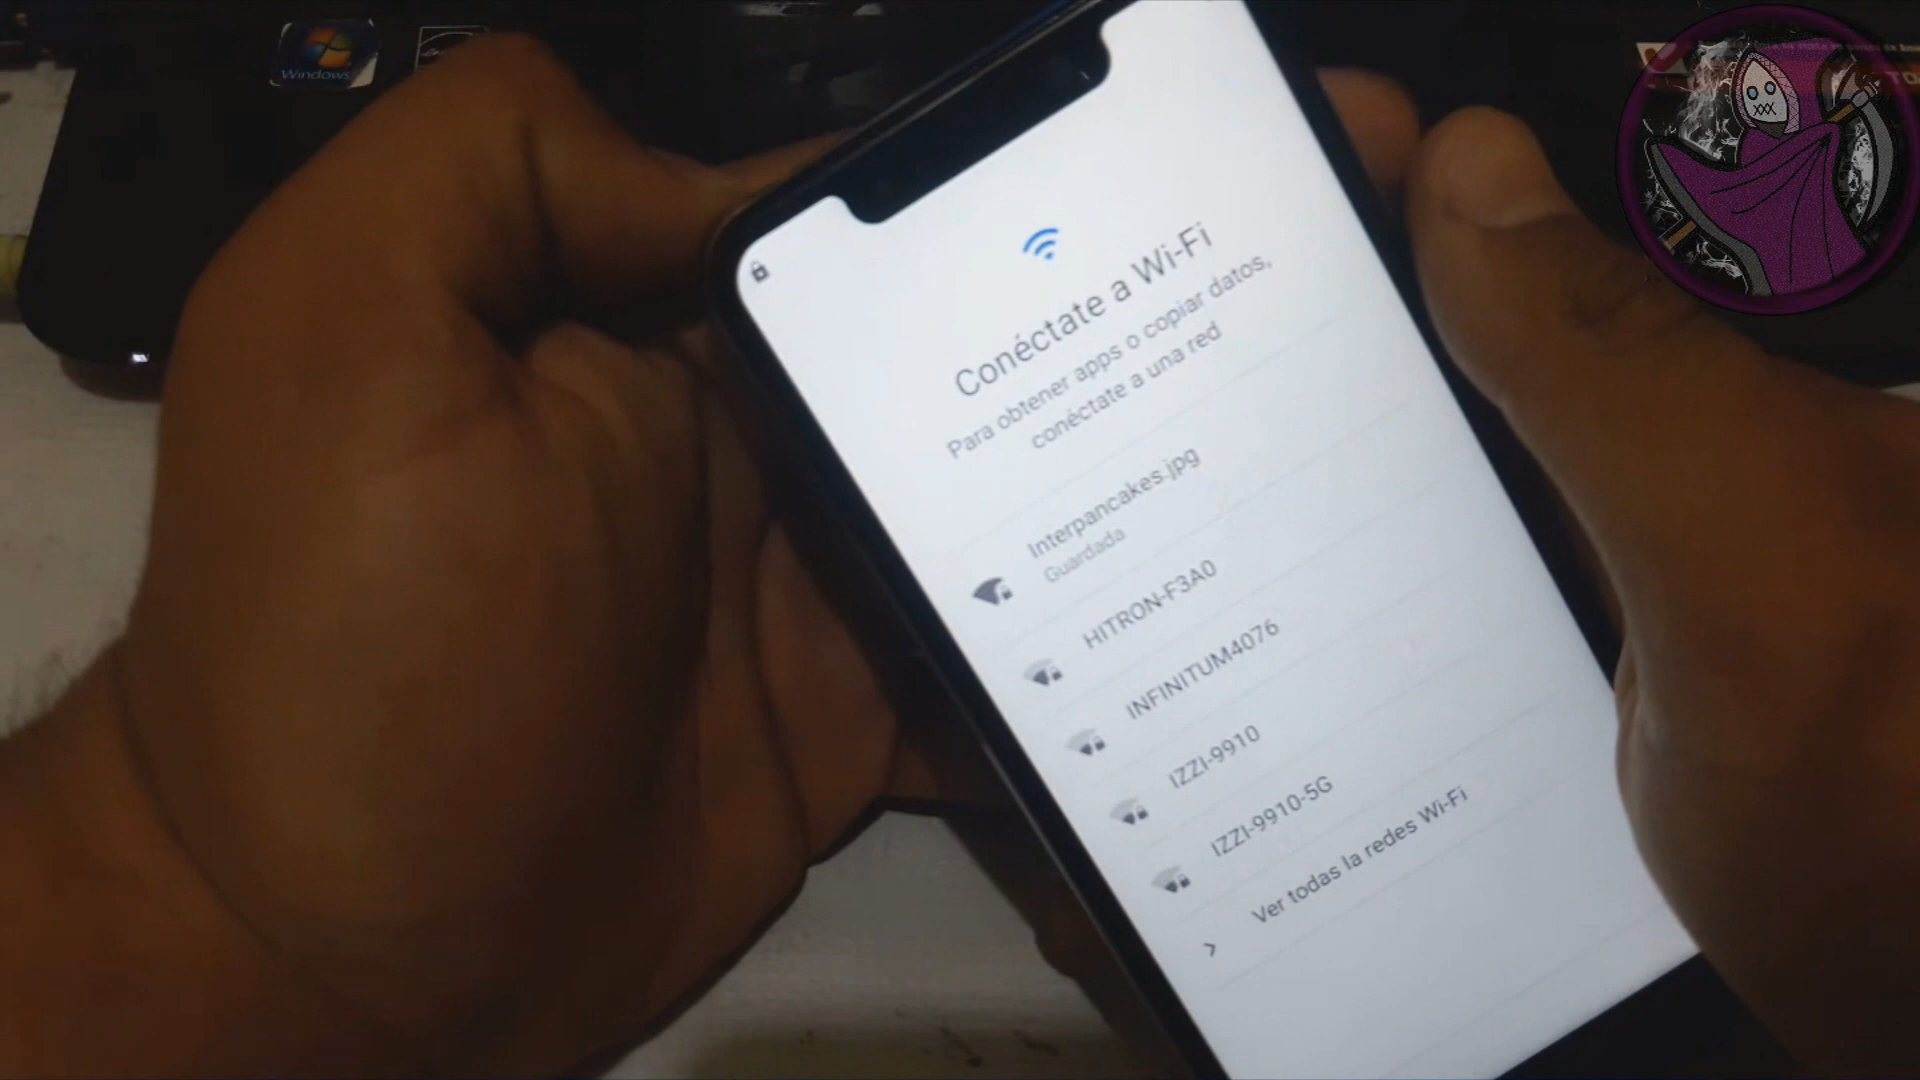 Windows
Conéctate a Wi-Fi
Para obtener apps o copiar datos,
conéctate a una red
Interpancakes.jpg
Guardada
HITRON-F3A0
INFINITUM4076
IZZI-9910
IZZI-9910-5G
Ver todas la redes Wi-Fi
XXX